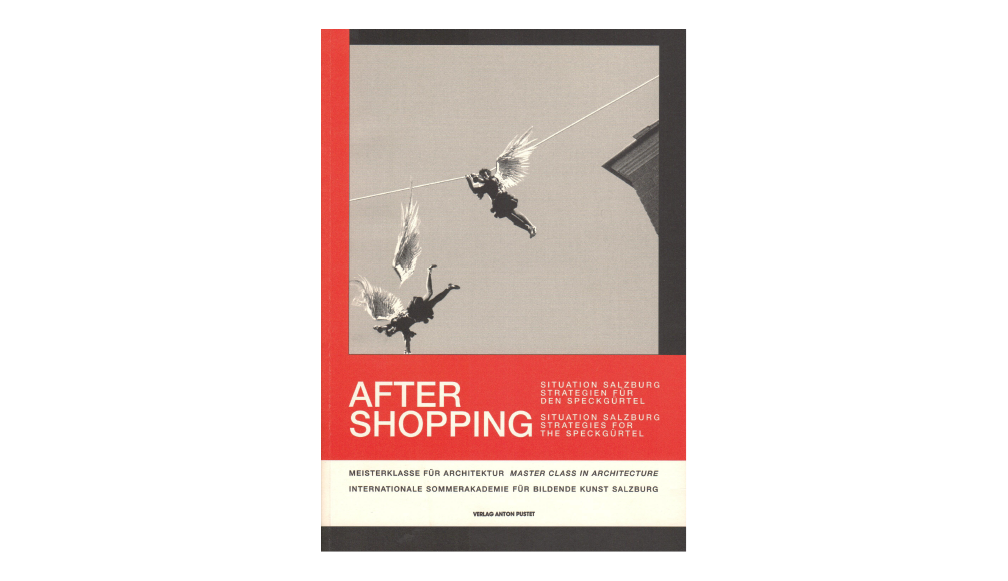 AFTER
SHOPPING
SITUATION SALZBURG
STRATEGIEN FÜR
DEN SPECKGÜRTEL
SITUATION SALZBURG
STRATEGIES FOR
THE SPECKGÜRTEL
MEISTERKLASSE FÜR ARCHITEKTUR MASTER CLASS IN ARCHITECTURE
INTERNATIONALE SOMMERAKADEMIE FÜR BILDENDE KUNST SALZBURG
VERLAG ANTON PUSTET